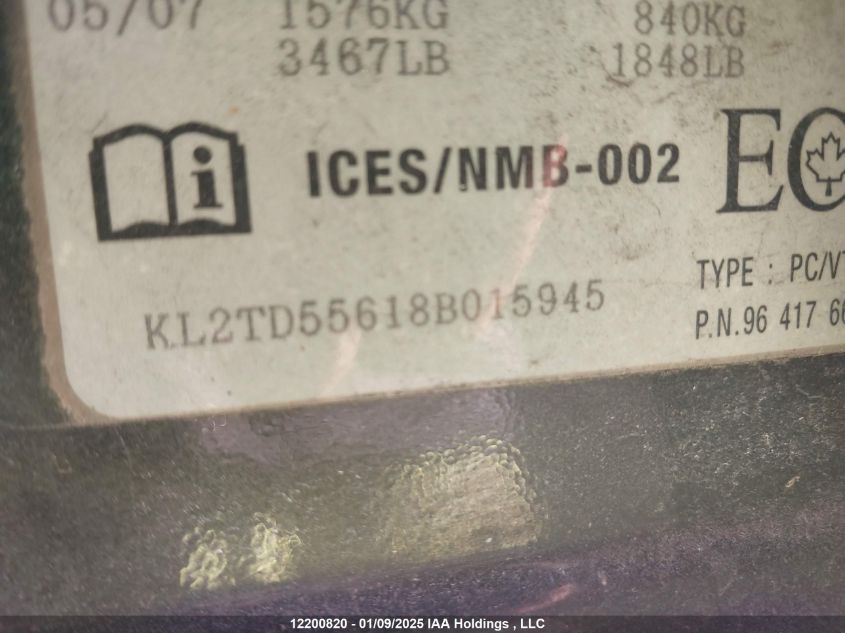 05/07 1576KG 840KG
3467LB 1848LB
i ICES/NMB-002 EC
TYPE : PC/V
KL2TD55618B015945 P.N.96 417 66
12200820 - 01/09/2025 IAA Holdings , LLC